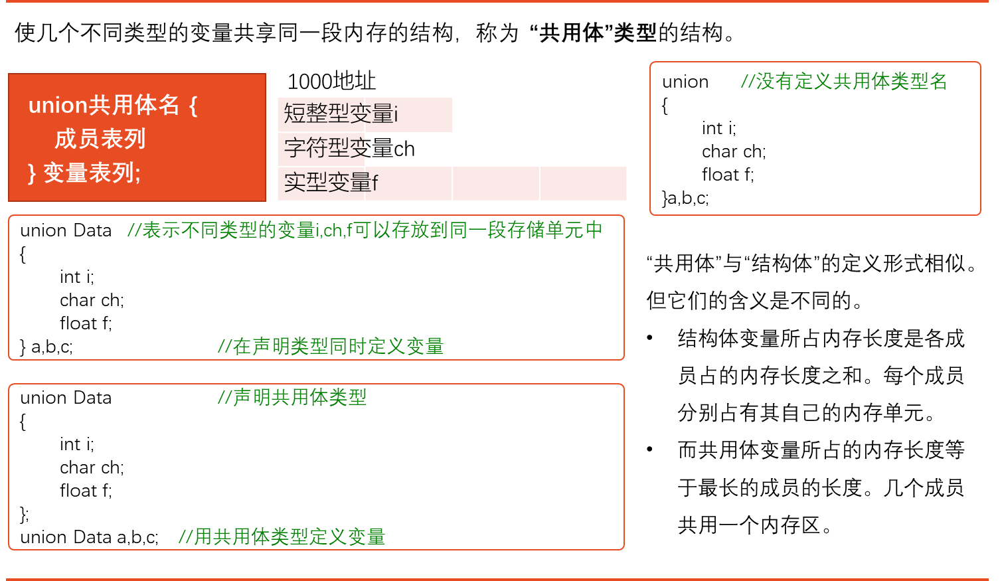 使几个不同类型的变量共享同一段内存的结构，称为 “共用体”类型的结构。
union共用体名 {
成员表列
} 变量表列;
1000地址
短整型变量i
字符型变量ch
实型变量f
union //没有定义共用体类型名
{
int i;
char ch;
float f;
}a,b,c;
union Data //表示不同类型的变量i,ch,f可以存放到同一段存储单元中
{
int i;
char ch;
float f;
} a,b,c; //在声明类型同时定义变量
union Data //声明共用体类型
{
int i;
char ch;
float f;
};
union Data a,b,c; //用共用体类型定义变量
“共用体”与“结构体”的定义形式相似。
但它们的含义是不同的。
• 结构体变量所占内存长度是各成
员占的内存长度之和。每个成员
分别占有其自己的内存单元。
• 而共用体变量所占的内存长度等
于最长的成员的长度。几个成员
共用一个内存区。